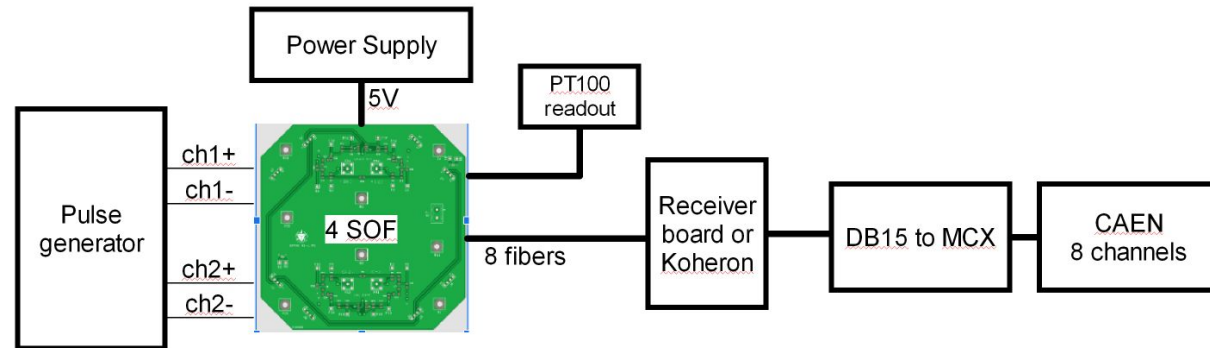 Power Supply
5V
PT100
readout
Pulse
generator
ch1+
ch1-
ch2+
ch2-
4 SOF
8 fibers
Receiver
board or
Koheron
DB15 to MCX
CAEN
8 channels